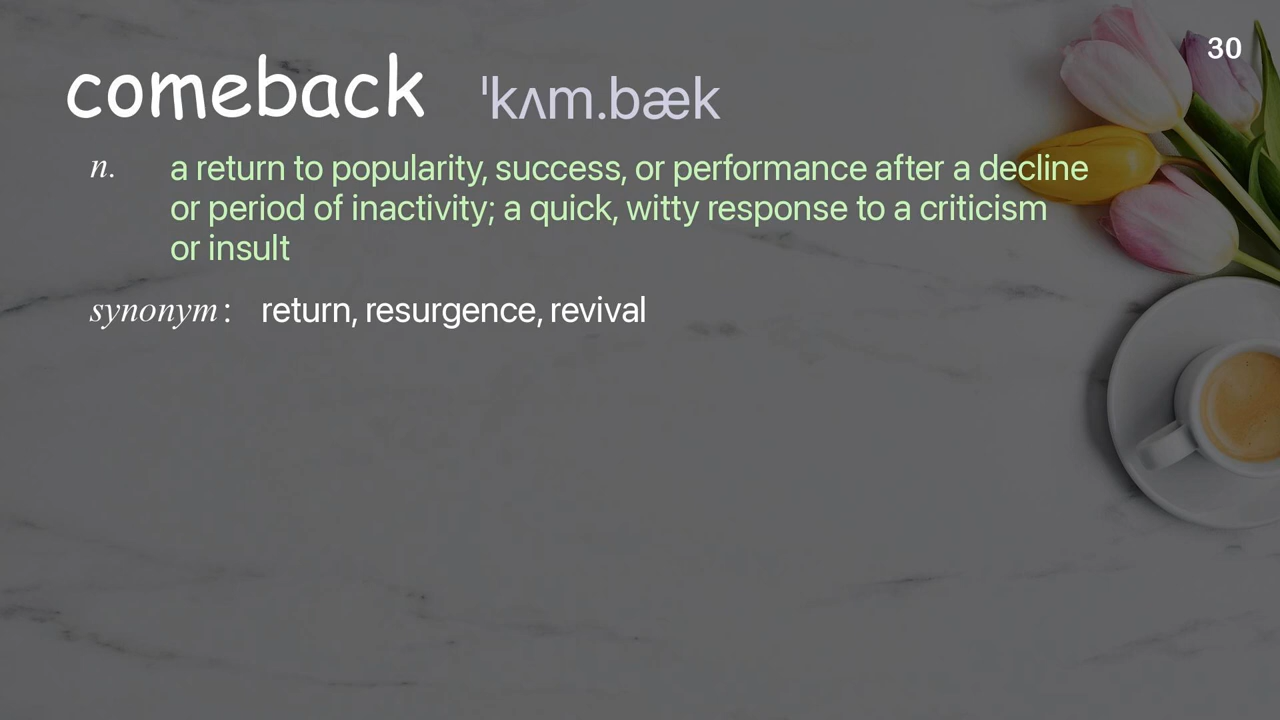 30
comeback ˈkʌm.bæk
n. a return to popularity, success, or performance after a decline
or period of inactivity; a quick, witty response to a criticism
or insult
synonym: return, resurgence, revival